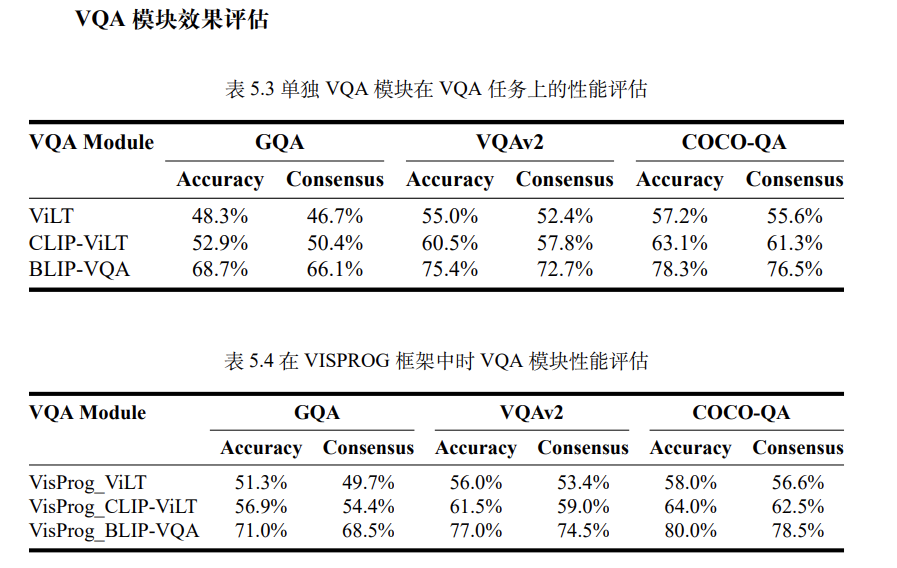 VQA 模块效果评估
表 5.3 单独 VQA 模块在 VQA 任务上的性能评估
VQA Module GQA VQAv2 COCO-QA
Accuracy Consensus Accuracy Consensus Accuracy Consensus
ViLT 48.3% 46.7% 55.0% 52.4% 57.2% 55.6%
CLIP-ViLT 52.9% 50.4% 60.5% 57.8% 63.1% 61.3%
BLIP-VQA 68.7% 66.1% 75.4% 72.7% 78.3% 76.5%
表 5.4 在 VISPROG 框架中时 VQA 模块性能评估
VQA Module GQA VQAv2 COCO-QA
Accuracy Consensus Accuracy Consensus Accuracy Consensus
VisProg_ViLT 51.3% 49.7% 56.0% 53.4% 58.0% 56.6%
VisProg_CLIP-ViLT 56.9% 54.4% 61.5% 59.0% 64.0% 62.5%
VisProg_BLIP-VQA 71.0% 68.5% 77.0% 74.5% 80.0% 78.5%